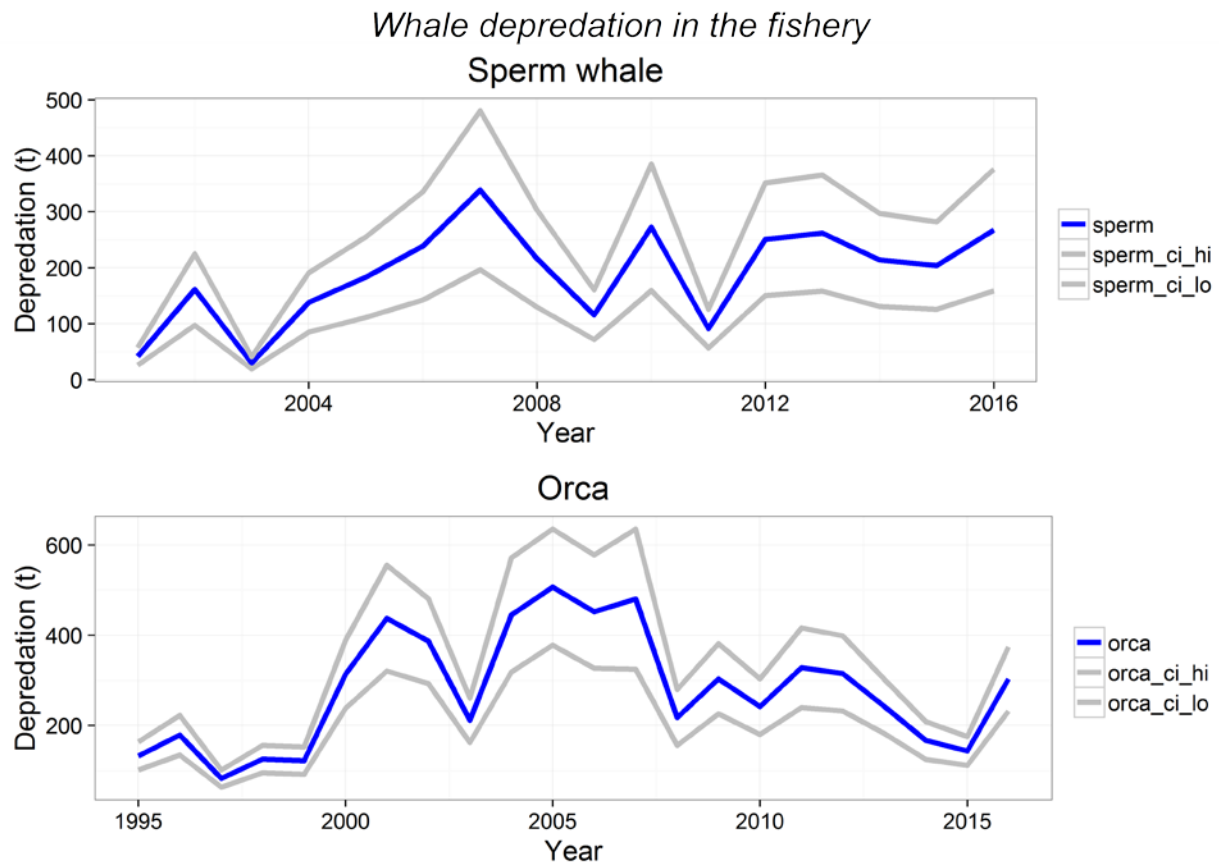 Whale depredation in the fishery
Sperm whale
Depredation (t)
500
400
300
200
100
0
2004 2008 2012 2016
Year
sperm
sperm_ci_hi
sperm_ci_lo
Orca
Depredation (t)
600
400
200
1995 2000 2005 2010 2015
Year
orca
orca_ci_hi
orca_ci_lo